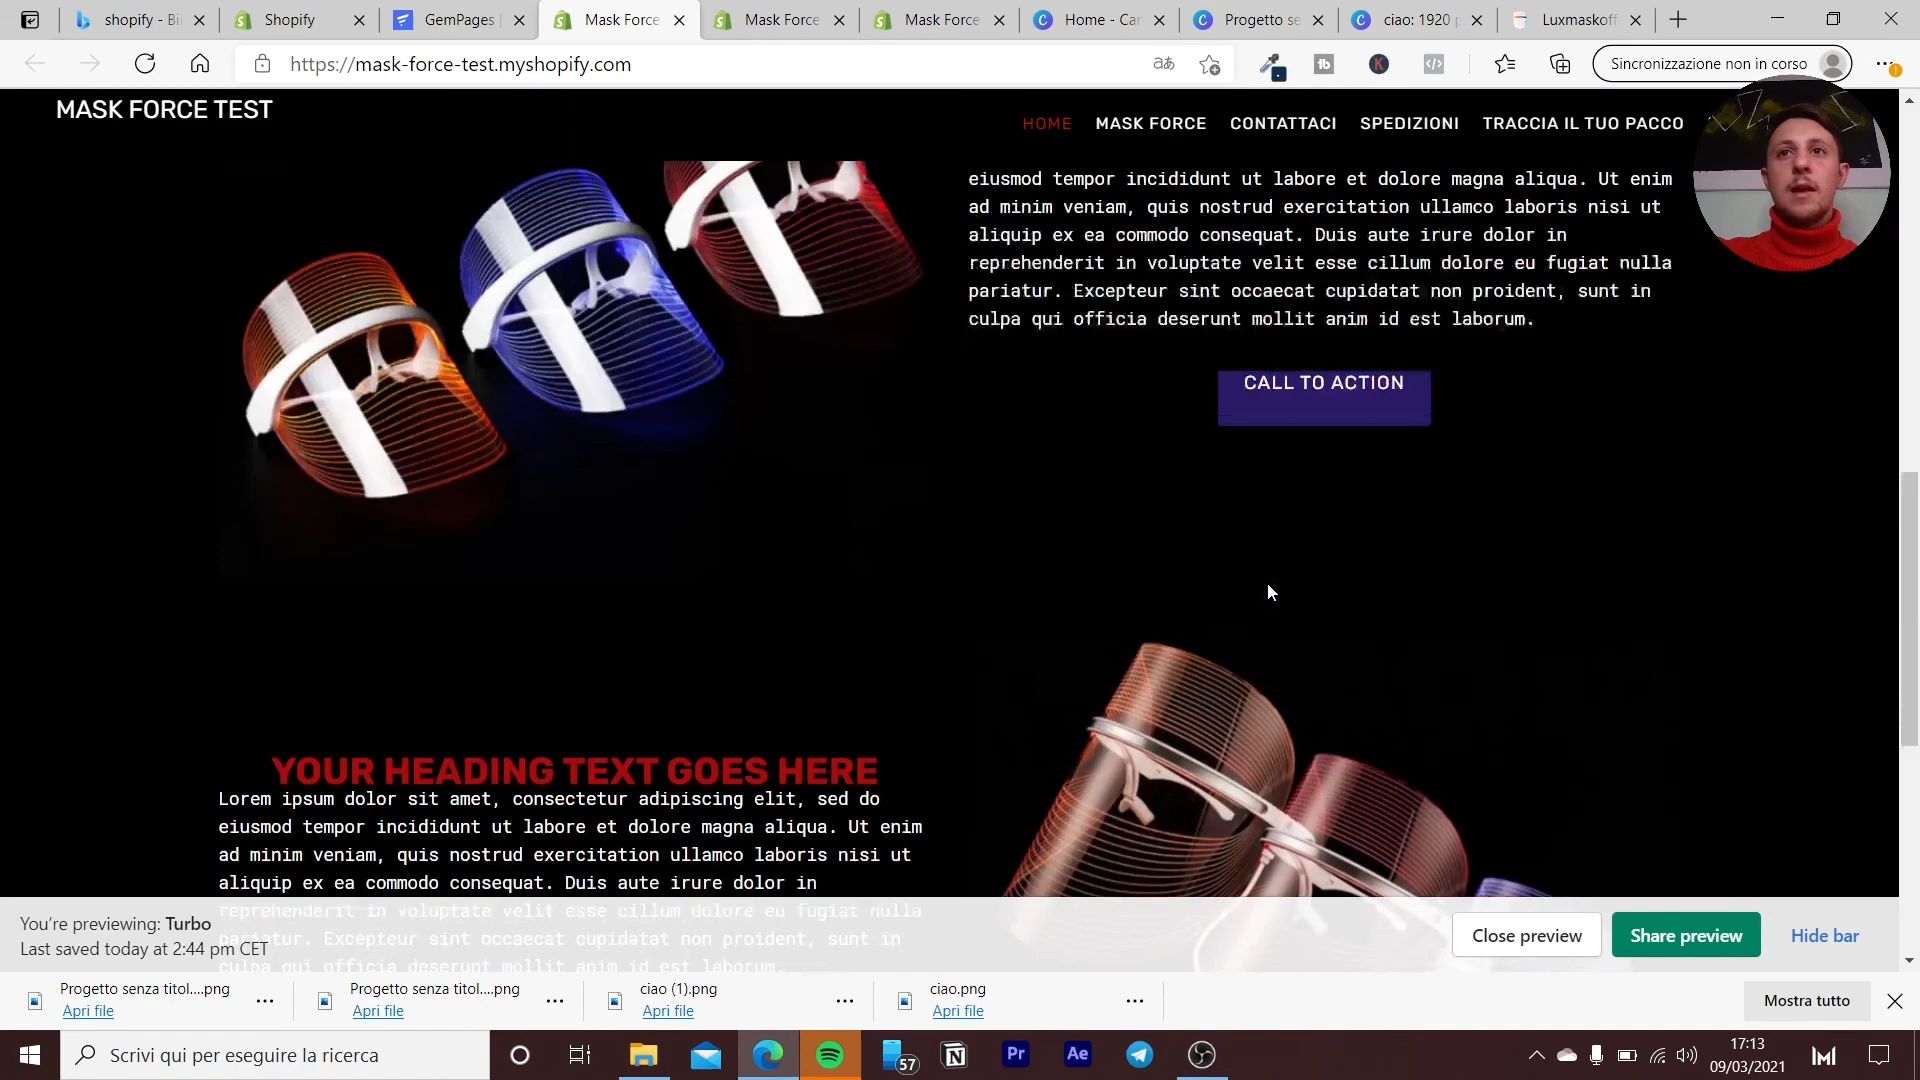 shopify - Bi
Shopify
GemPages |
Mask Force
Mask Force
Mask Force
Home - Ca
Progetto se
ciao: 1920
Luxmaskoff
https://mask-force-test.myshopify.com
Sincronizzazione non in corso
MASK FORCE TEST
HOME
MASK FORCE
CONTATTACI
SPEDIZIONI
TRACCIA IL TUO PACCO
eiusmod tempor incididunt ut labore et dolore magna aliqua. Ut enim
ad minim veniam, quis nostrud exercitation ullamco laboris nisi ut
aliquip ex ea commodo consequat. Duis aute irure dolor in
reprehenderit in voluptate velit esse cillum dolore eu fugiat nulla
pariatur. Excepteur sint occaecat cupidatat non proident, sunt in
culpa qui officia deserunt mollit anim id est laborum.
CALL TO ACTION
YOUR HEADING TEXT GOES HERE
Lorem ipsum dolor sit amet, consectetur adipiscing elit, sed do
eiusmod tempor incididunt ut labore et dolore magna aliqua. Ut enim
ad minim veniam, quis nostrud exercitation ullamco laboris nisi ut
aliquip ex ea commodo consequat. Duis aute irure dolor in
reprehenderit in voluptate velit esse cillum dolore eu fugiat nulla
pariatur. Excepteur sint occaecat cupidatat non proident, sunt in
culpa qui officia deserunt mollit anim id est laborum.
You're previewing: Turbo
Last saved today at 2:44 pm CET
Close preview
Share preview
Hide bar
Progetto senza titol....png
Apri file
Progetto senza titol....png
Apri file
ciao (1).png
Apri file
ciao.png
Apri file
Mostra tutto
Scrivi qui per eseguire la ricerca
57
Pr
Ae
17:13
09/03/2021